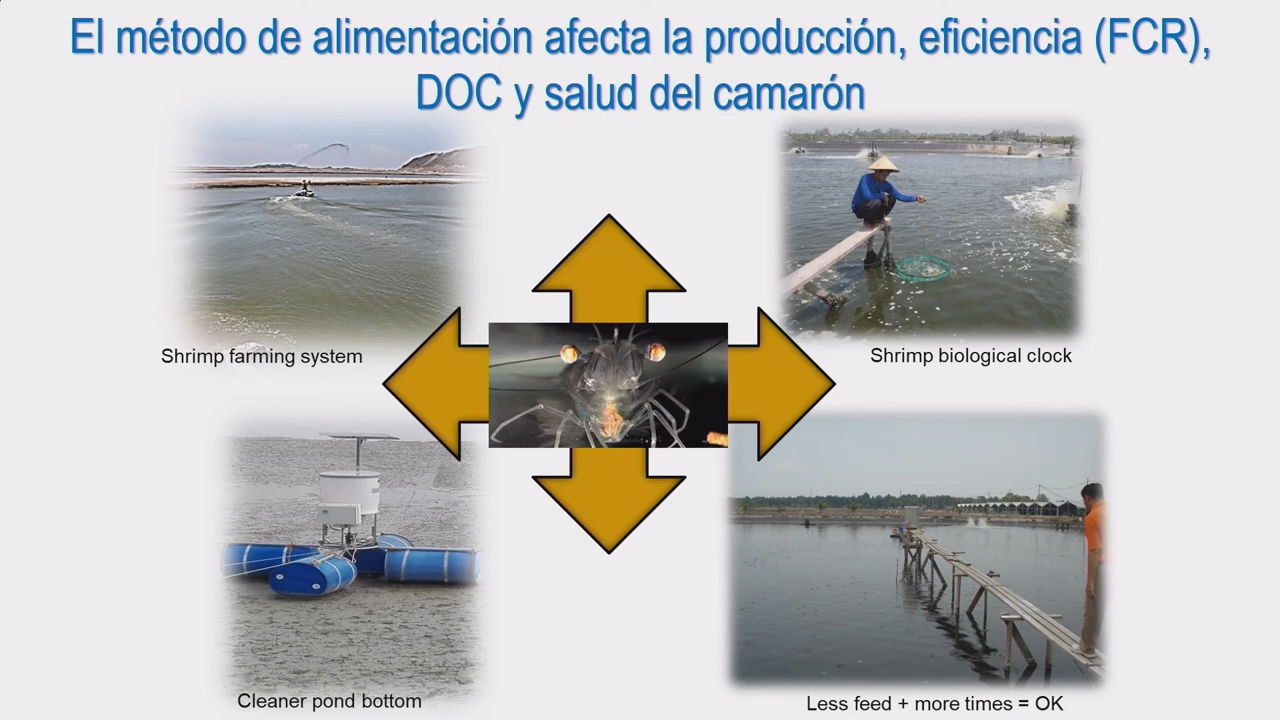 El método de alimentación afecta la producción, eficiencia (FCR),
DOC y salud del camarón
Shrimp farming system
Shrimp biological clock
Cleaner pond bottom
Less feed + more times = OK